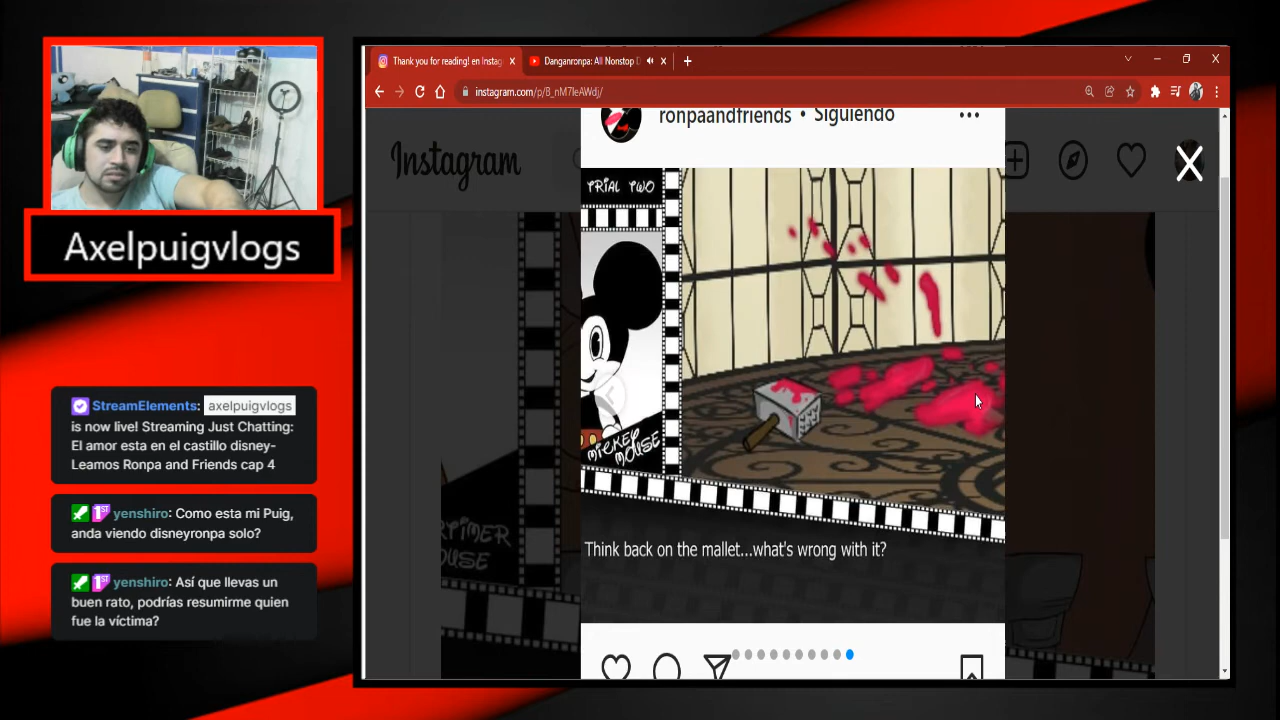 Thank you for reading! en Instag
Danganronpa: All Nonstop D
instagram.com/p/B_nM7leAWdj/
ronpaandfriends • Siguiendo
Instagram
TRIAL TWO
MICKEY
MOUSE
MOUSE
Think back on the mallet...what's wrong with it?
Axelpuigvlogs
StreamElements: axelpuigvlogs
is now live! Streaming Just Chatting:
El amor esta en el castillo disney-
Leamos Ronpa and Friends cap 4
1ST yenshiro: Como esta mi Puig,
anda viendo disneyronpa solo?
1ST yenshiro: Así que llevas un
buen rato, podrías resumirme quien
fue la víctima?